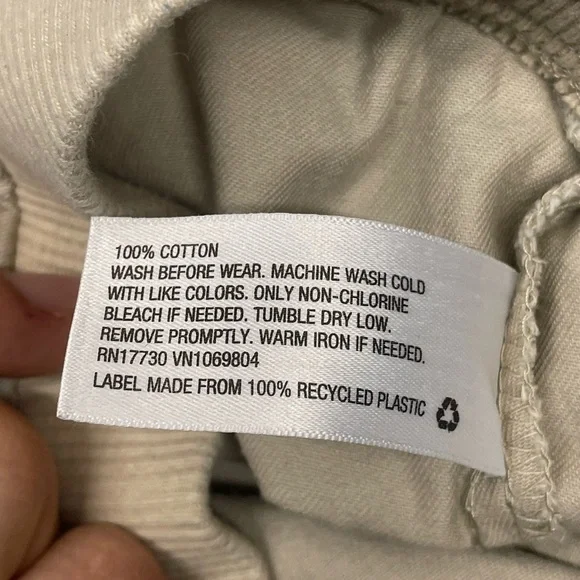 100% COTTON
WASH BEFORE WEAR. MACHINE WASH COLD
WITH LIKE COLORS. ONLY NON-CHLORINE
BLEACH IF NEEDED. TUMBLE DRY LOW.
REMOVE PROMPTLY. WARM IRON IF NEEDED.
RN17730 VN1069804
LABEL MADE FROM 100% RECYCLED PLASTIC